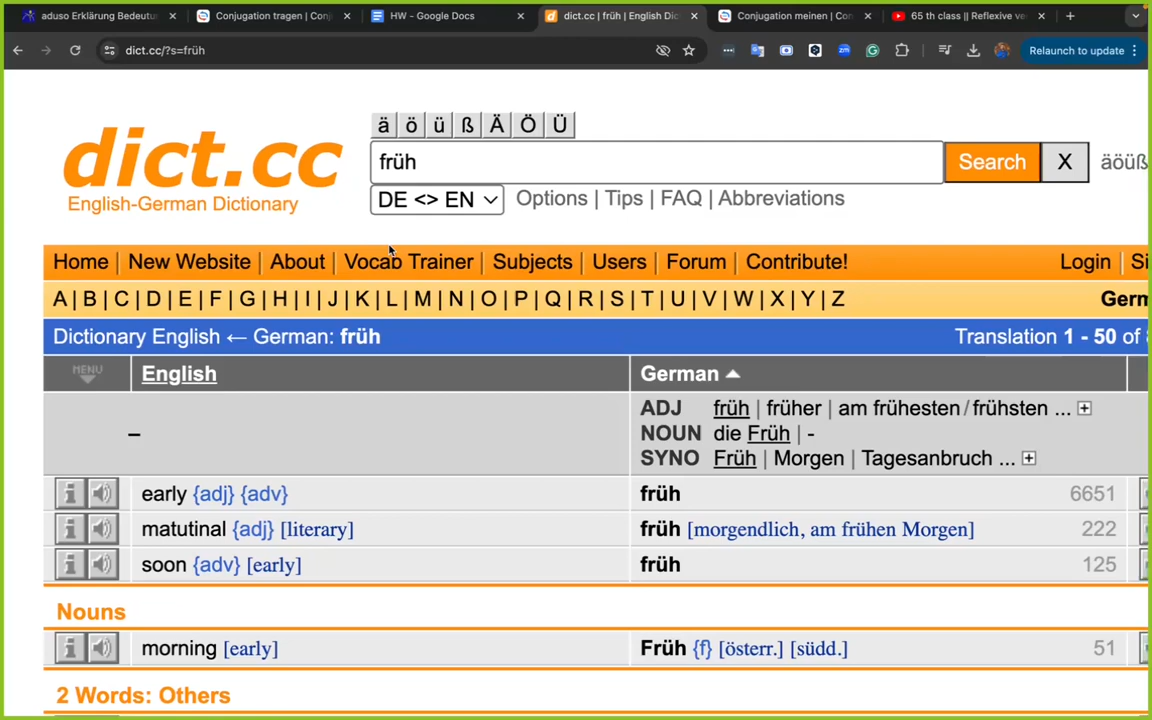 aduso Erklärung Bedeutu
Conjugation tragen | Conj
HW - Google Docs
dict.cc | früh | English Dic
Conjugation meinen | Con
65 th class || Reflexive ve
dict.cc/?s=früh
Relaunch to update
ä ö ü ß Ä Ö Ü
dict.cc
English-German Dictionary
früh
Search X äöüß
DE <> EN Options | Tips | FAQ | Abbreviations
Home | New Website | About | Vocab Trainer | Subjects | Users | Forum | Contribute! Login | Si
A | B | C | D | E | F | G | H | I | J | K | L | M | N | O | P | Q | R | S | T | U | V | W | X | Y | Z Germ
Dictionary English ← German: früh Translation 1 - 50 of
MENU English German
ADJ früh | früher | am frühesten / frühsten ...
– NOUN die Früh | -
SYNO Früh | Morgen | Tagesanbruch ...
early {adj} {adv} früh 6651
matutinal {adj} [literary] früh [morgendlich, am frühen Morgen] 222
soon {adv} [early] früh 125
Nouns
morning [early] Früh {f} [österr.] [südd.] 51
2 Words: Others